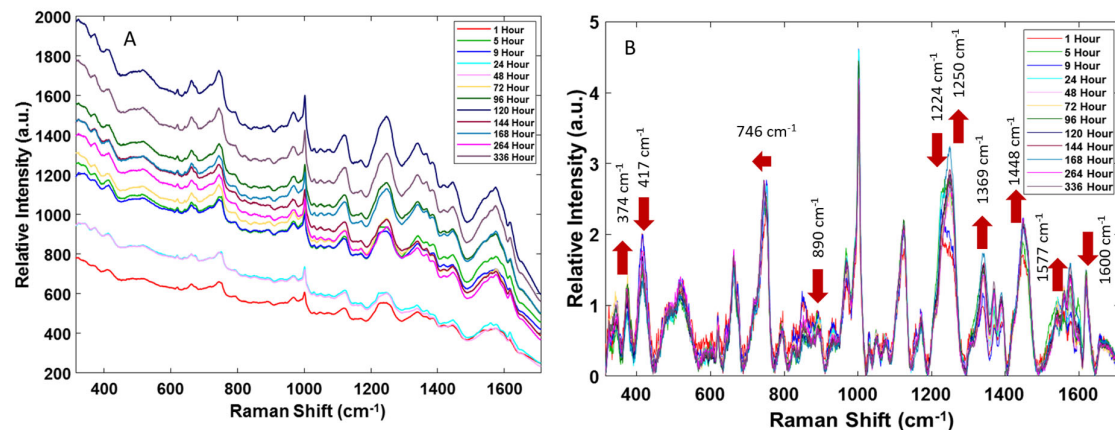 A
Relative Intensity (a.u.)
2000
1800
1600
1400
1200
1000
800
600
400
200
400
600
800
1000
1200
1400
1600
Raman Shift (cm⁻¹)
1 Hour
5 Hour
9 Hour
24 Hour
48 Hour
72 Hour
96 Hour
120 Hour
144 Hour
168 Hour
264 Hour
336 Hour
B
Relative Intensity (a.u.)
5
4
3
2
1
0
400
600
800
1000
1200
1400
1600
Raman Shift (cm⁻¹)
374 cm⁻¹
417 cm⁻¹
746 cm⁻¹
890 cm⁻¹
1224 cm⁻¹
1250 cm⁻¹
1369 cm⁻¹
1448 cm⁻¹
1577 cm⁻¹
1600 cm⁻¹
1 Hour
5 Hour
9 Hour
24 Hour
48 Hour
72 Hour
96 Hour
120 Hour
144 Hour
168 Hour
264 Hour
336 Hour